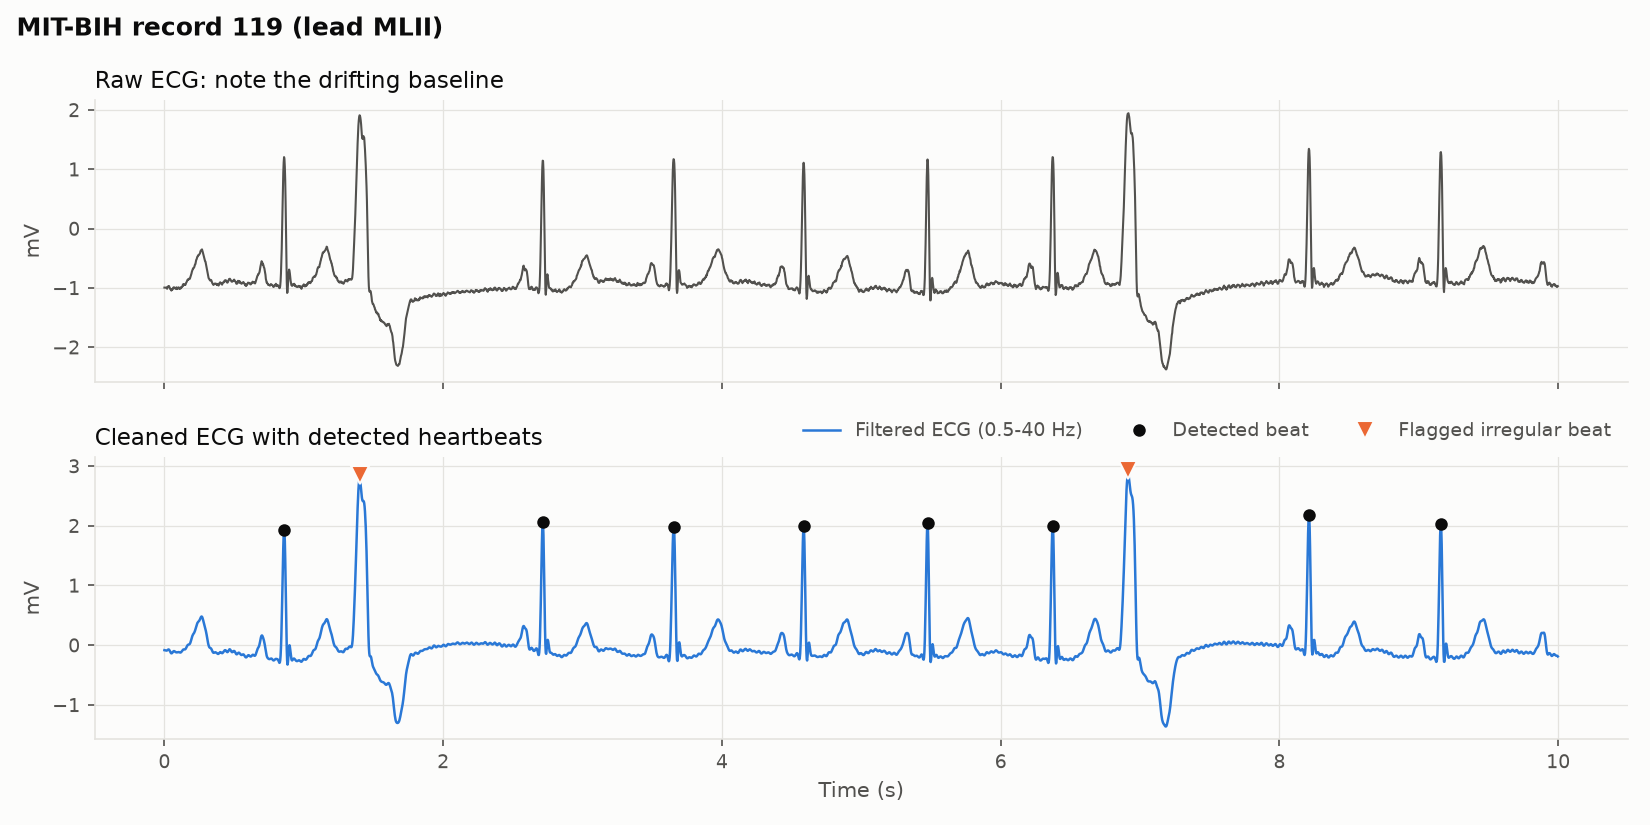 MIT-BIH record 119 (lead MLII)
Raw ECG: note the drifting baseline
2
1
0
−1
−2
mV
Cleaned ECG with detected heartbeats
Filtered ECG (0.5-40 Hz)
Detected beat
Flagged irregular beat
3
2
1
0
−1
mV
0 2 4 6 8 10
Time (s)